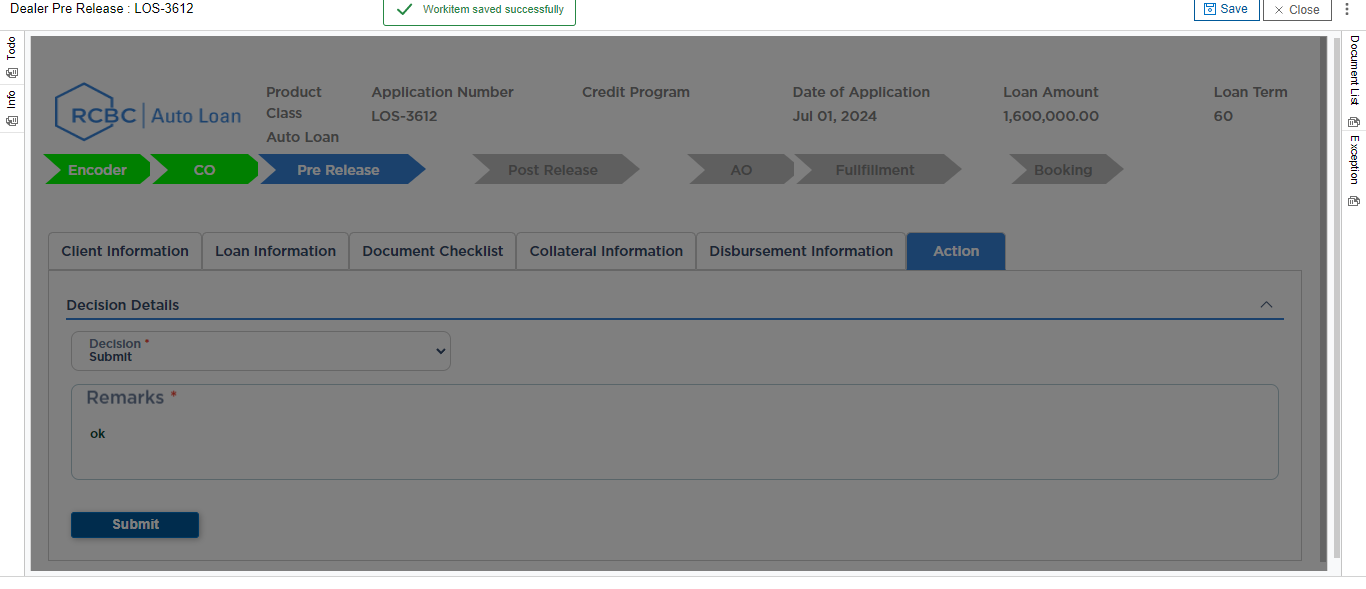 Dealer Pre Release : LOS-3612
Workitem saved successfully
Save
Close
Todo
Info
Document List
Exception
RCBC Auto Loan
Product Class
Auto Loan
Application Number
LOS-3612
Credit Program
Date of Application
Jul 01, 2024
Loan Amount
1,600,000.00
Loan Term
60
Encoder
CO
Pre Release
Post Release
AO
Fullfillment
Booking
Client Information
Loan Information
Document Checklist
Collateral Information
Disbursement Information
Action
Decision Details
Decision *
Submit
Remarks *
ok
Submit